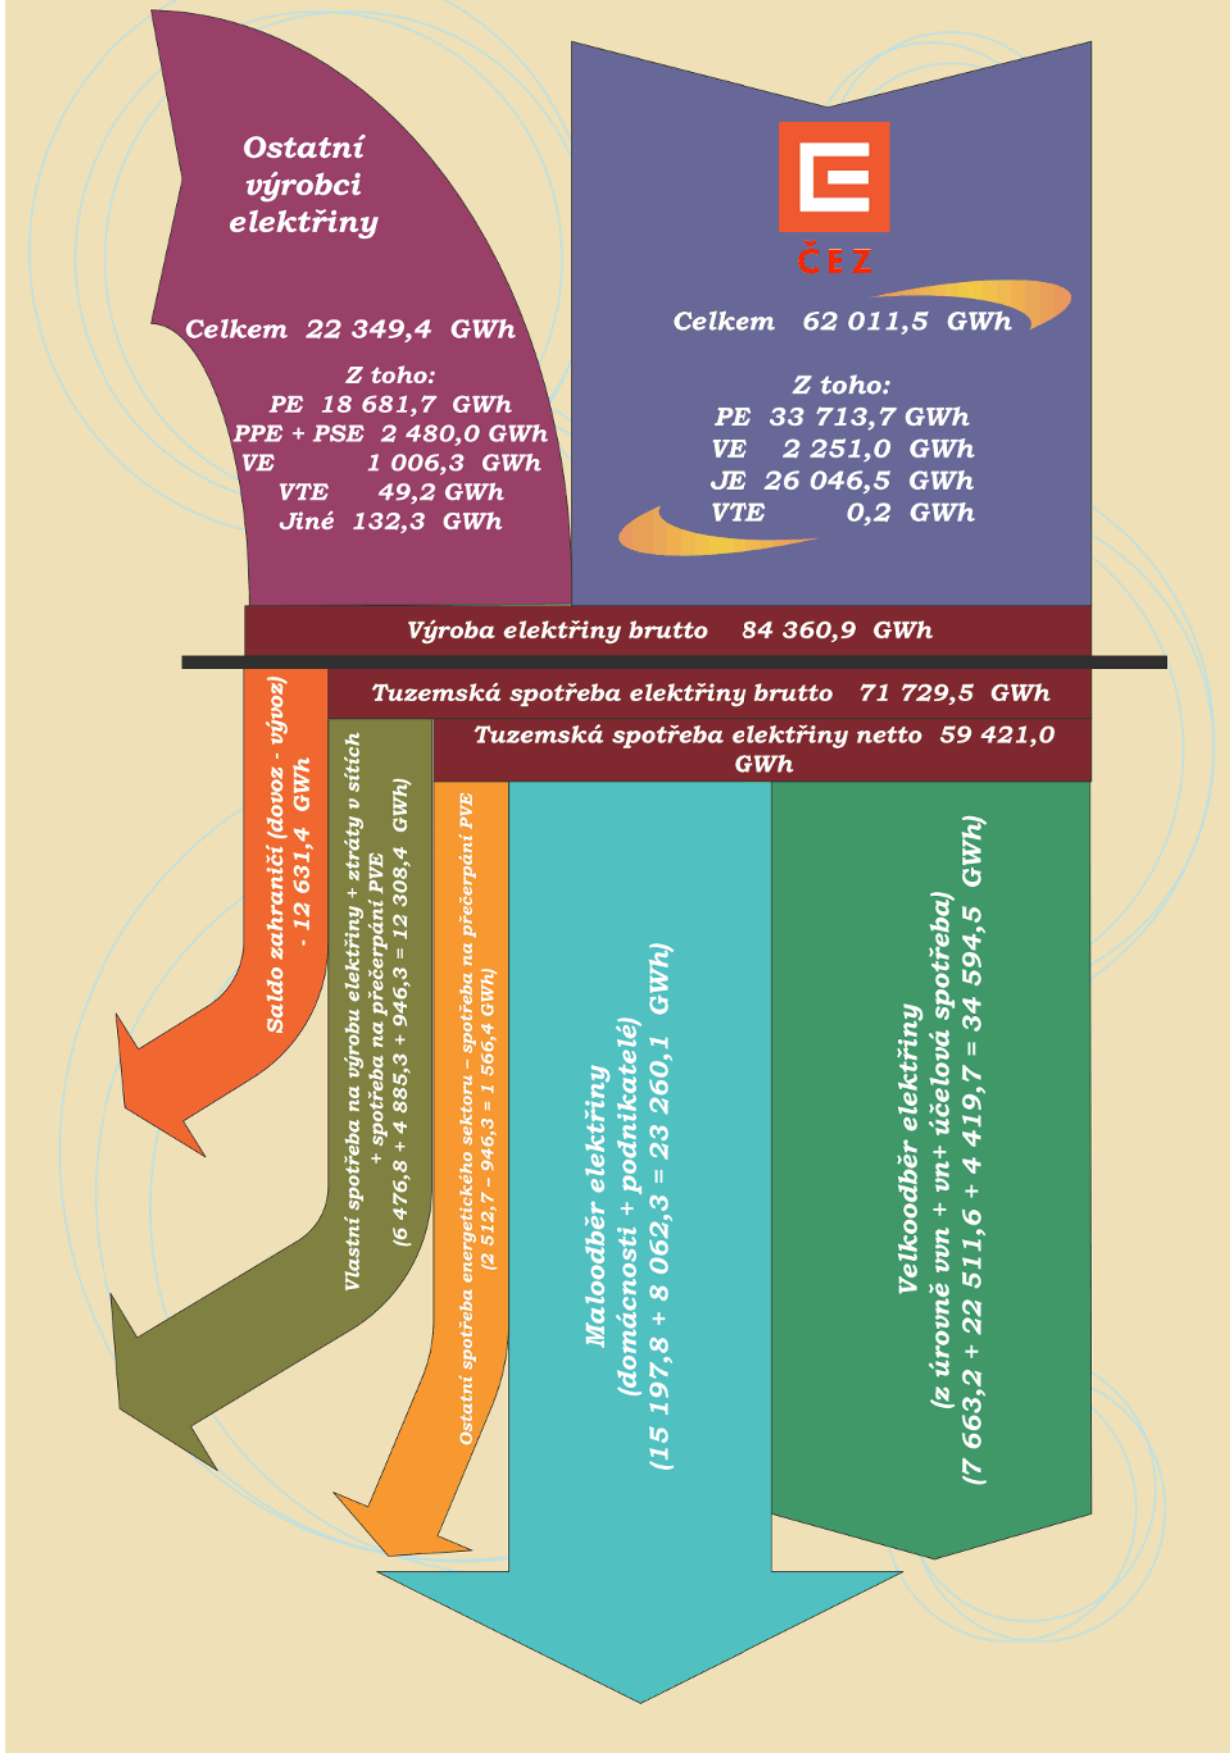 Ostatní
výrobci
elektřiny
Celkem 22 349,4 GWh
Z toho:
PE 18 681,7 GWh
PPE + PSE 2 480,0 GWh
VE 1 006,3 GWh
VTE 49,2 GWh
Jiné 132,3 GWh
ČEZ
Celkem 62 011,5 GWh
Z toho:
PE 33 713,7 GWh
VE 2 251,0 GWh
JE 26 046,5 GWh
VTE 0,2 GWh
Výroba elektřiny brutto 84 360,9 GWh
Tuzemská spotřeba elektřiny brutto 71 729,5 GWh
Tuzemská spotřeba elektřiny netto 59 421,0
GWh
Saldo zahraničí (dovoz - vývoz)
- 12 631,4 GWh
Vlastní spotřeba na výrobu elektřiny + ztráty v sítích
+ spotřeba na přečerpání PVE
(6 476,8 + 4 885,3 + 946,3 = 12 308,4 GWh)
Ostatní spotřeba energetického sektoru – spotřeba na přečerpání PVE
(2 512,7 – 946,3 = 1 566,4 GWh)
Maloodběr elektřiny
(domácnosti + podnikatelé)
(15 197,8 + 8 062,3 = 23 260,1 GWh)
Velkoodběr elektřiny
(z úrovně vvn + vn+ účelová spotřeba)
(7 663,2 + 22 511,6 + 4 419,7 = 34 594,5 GWh)